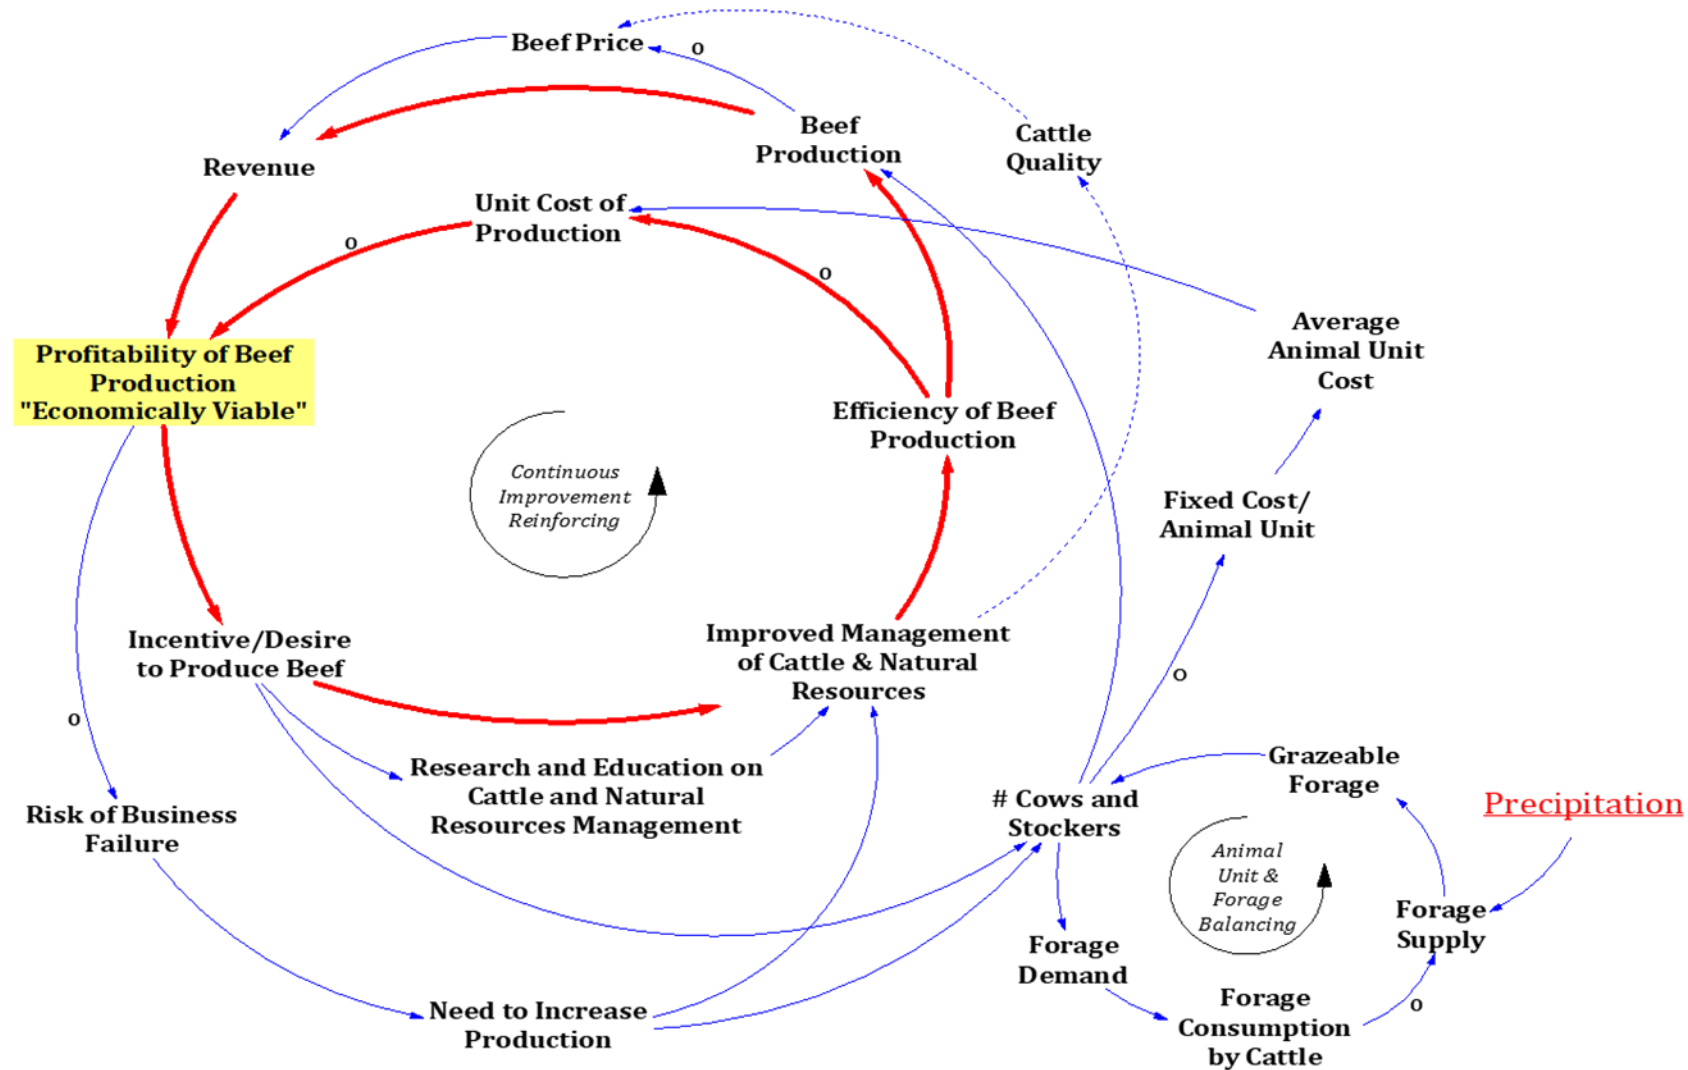 Beef Price
o
Beef
Production
Cattle
Quality
Revenue
Unit Cost of
Production
o
o
Average
Animal Unit
Cost
Profitability of Beef
Production
"Economically Viable"
Efficiency of Beef
Production
Continuous
Improvement
Reinforcing
Fixed Cost/
Animal Unit
Incentive/Desire
to Produce Beef
Improved Management
of Cattle & Natural
Resources
o
o
Research and Education on
Cattle and Natural
Resources Management
Grazeable
Forage
# Cows and
Stockers
Precipitation
Risk of Business
Failure
Animal
Unit &
Forage
Balancing
Forage
Supply
Forage
Demand
Need to Increase
Production
Forage
Consumption
by Cattle
o